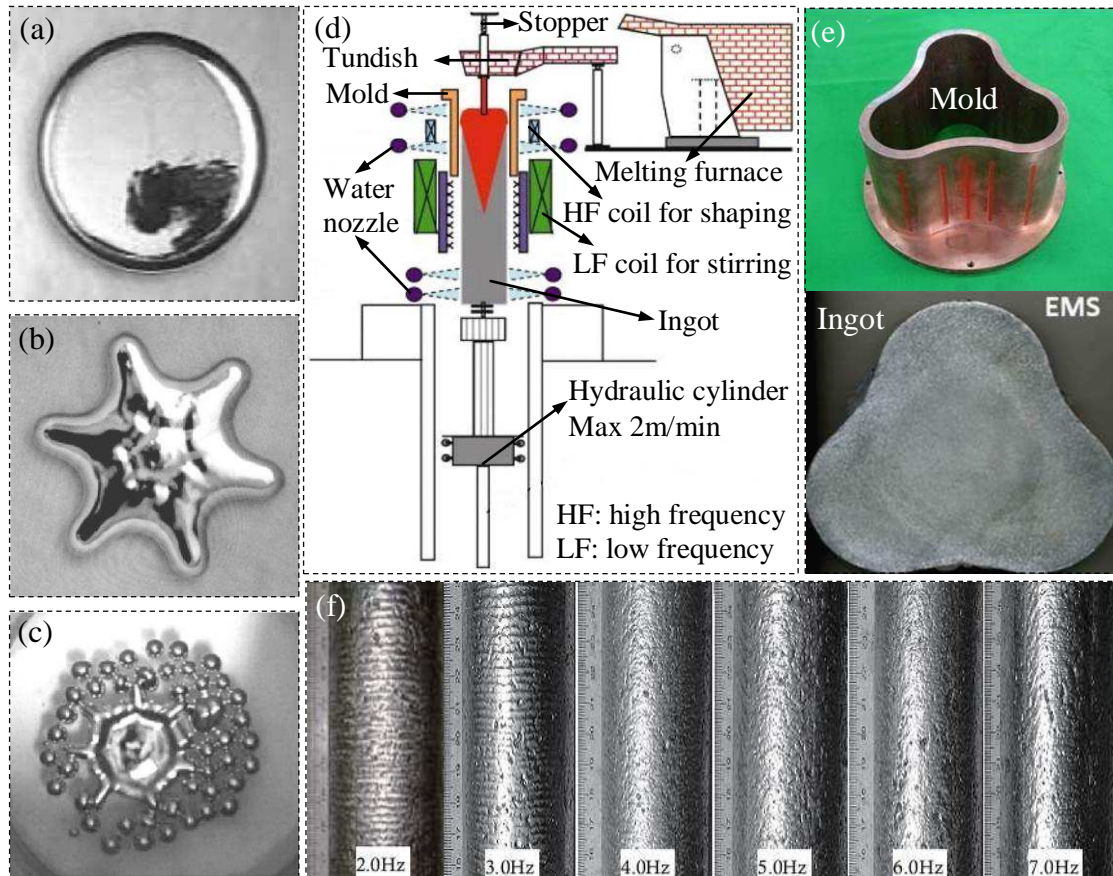 (a)
(b)
(c)
(d)
Stopper
Tundish
Mold
Water
nozzle
Melting furnace
HF coil for shaping
LF coil for stirring
Ingot
Hydraulic cylinder
Max 2m/min
HF: high frequency
LF: low frequency
(e)
Mold
Ingot
EMS
(f)
2.0Hz
3.0Hz
4.0Hz
5.0Hz
6.0Hz
7.0Hz